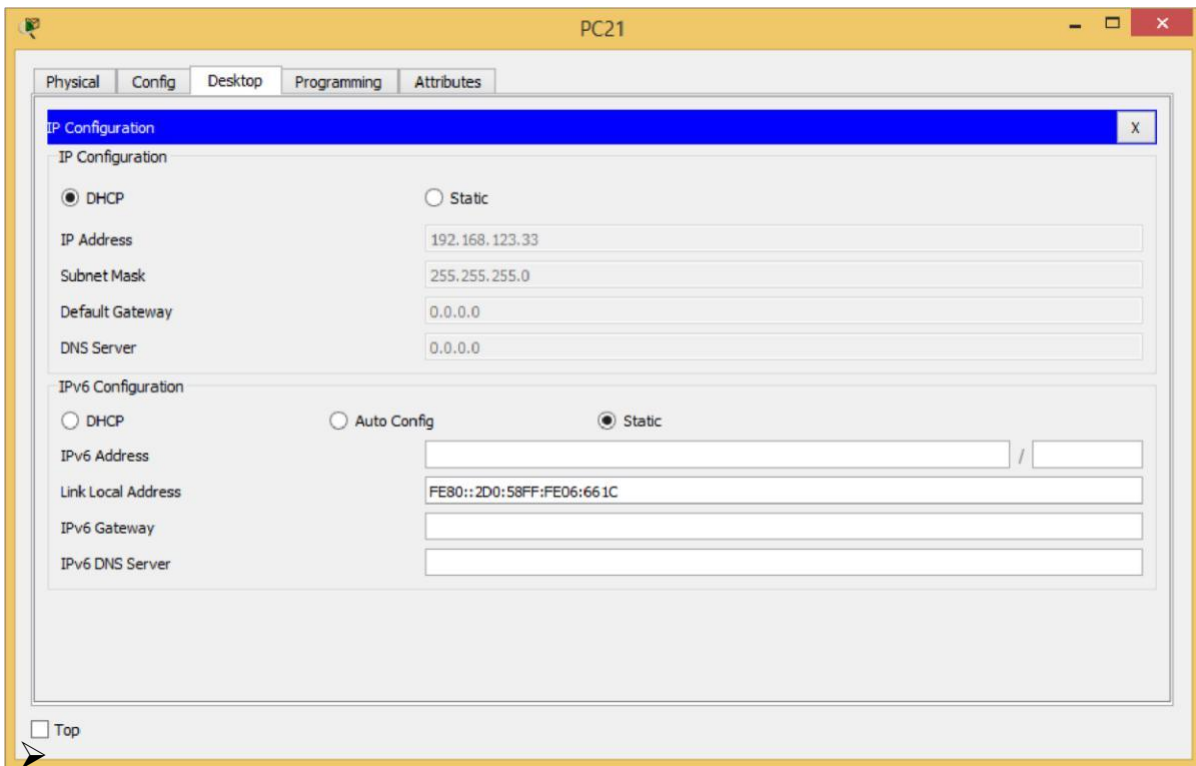 PC21
Physical Config Desktop Programming Attributes
IP Configuration X
IP Configuration
DHCP Static
IP Address 192.168.123.33
Subnet Mask 255.255.255.0
Default Gateway 0.0.0.0
DNS Server 0.0.0.0
IPv6 Configuration
DHCP Auto Config Static
IPv6 Address /
Link Local Address FE80::2D0:58FF:FE06:661C
IPv6 Gateway
IPv6 DNS Server
Top